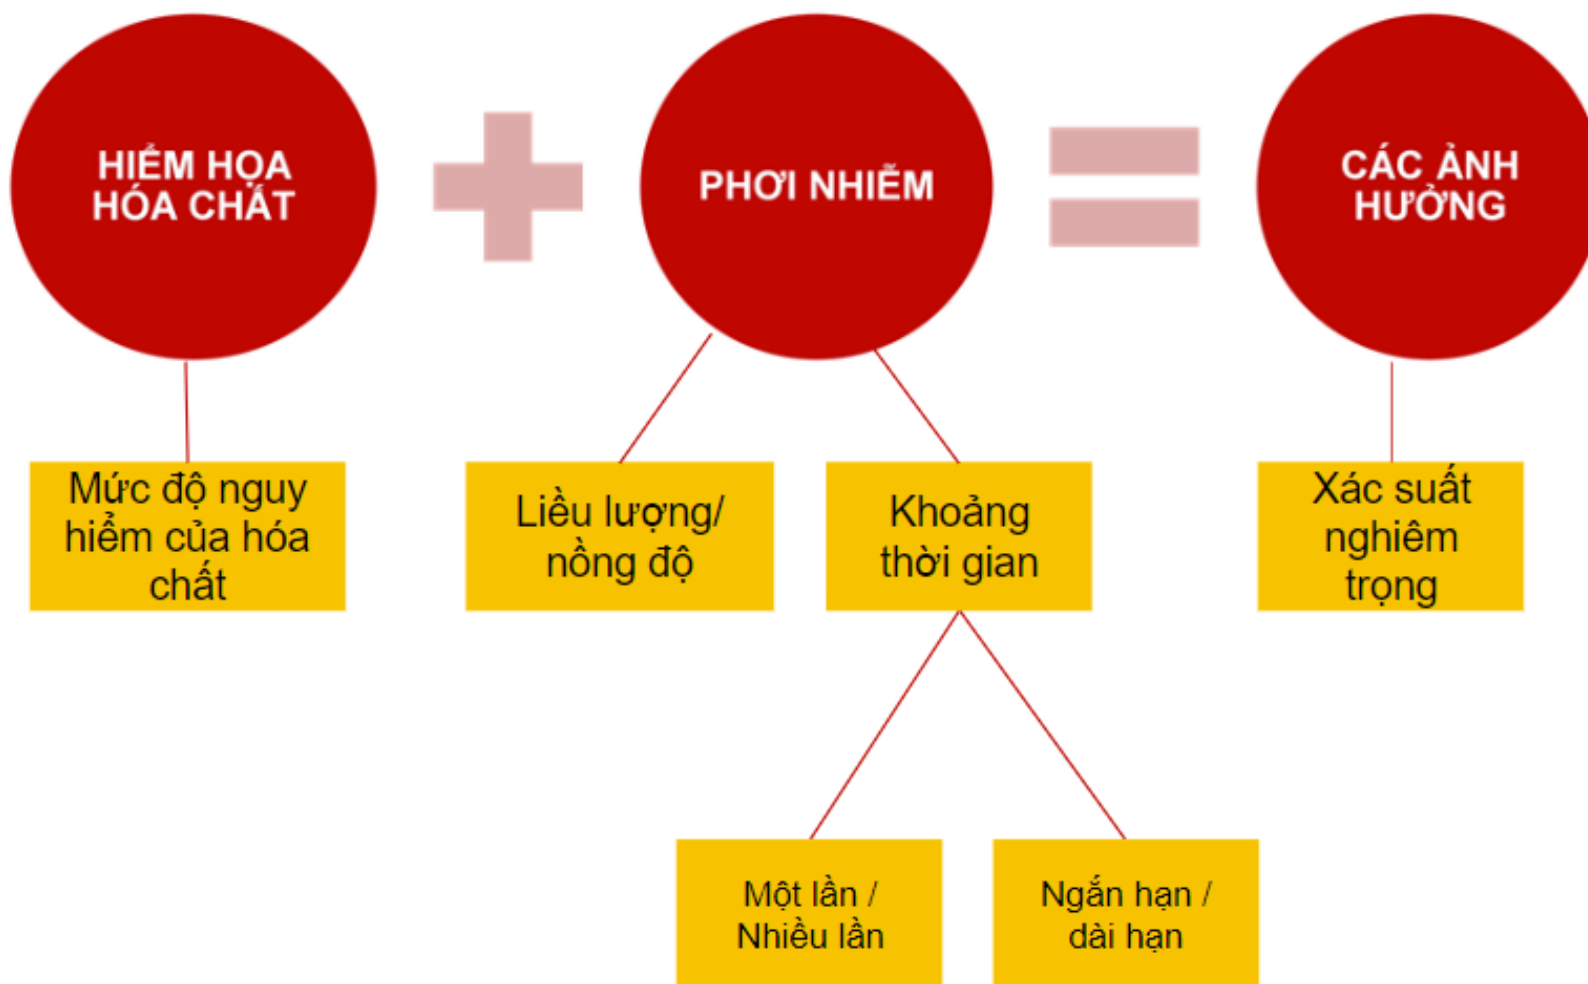 HIỂM HỌA
HÓA CHẤT
PHƠI NHIỄM
CÁC ẢNH
HƯỞNG
Mức độ nguy
hiểm của hóa
chất
Liều lượng/
nồng độ
Khoảng
thời gian
Xác suất
nghiêm
trọng
Một lần /
Nhiều lần
Ngắn hạn /
dài hạn